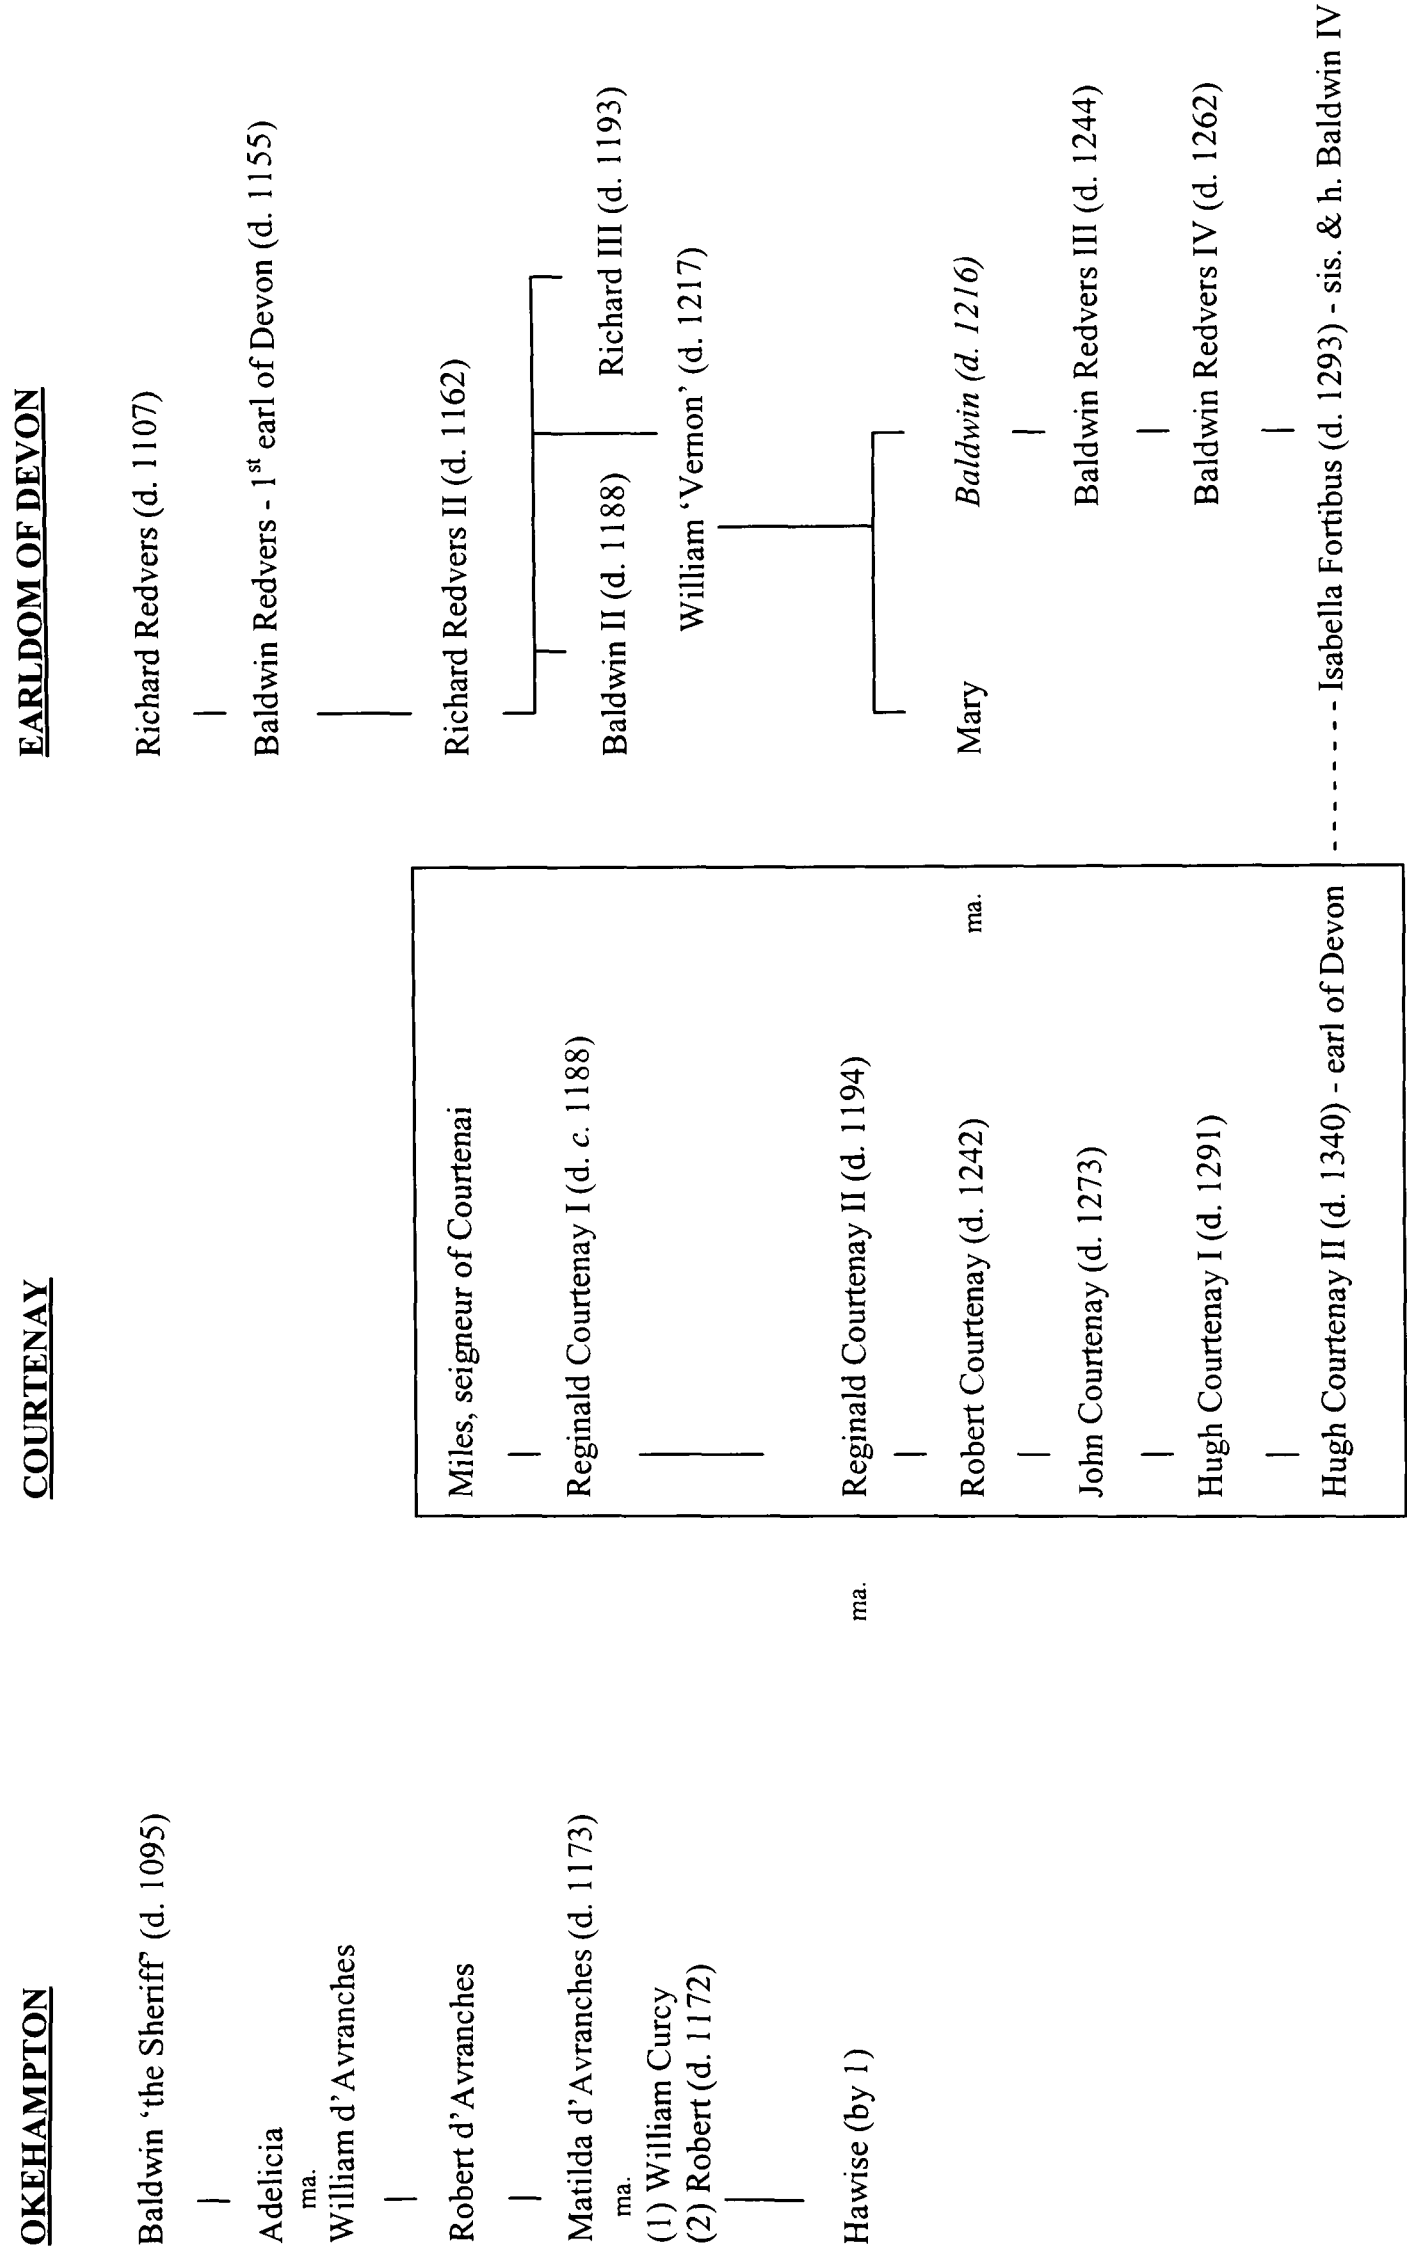 OKEHAMPTON
Baldwin ‘the Sheriff’ (d. 1095)
Adelicia
ma.
William d’Avranches
Robert d’Avranches
Matilda d’Avranches (d. 1173)
ma.
(1) William Curcy
(2) Robert (d. 1172)
Hawise (by 1)
ma.
COURTENAY
Miles, seigneur of Courtenai
Reginald Courtenay I (d. c. 1188)
Reginald Courtenay II (d. 1194)
Robert Courtenay (d. 1242)
ma.
John Courtenay (d. 1273)
Hugh Courtenay I (d. 1291)
Hugh Courtenay II (d. 1340) - earl of Devon
EARLDOM OF DEVON
Richard Redvers (d. 1107)
Baldwin Redvers - 1st earl of Devon (d. 1155)
Richard Redvers II (d. 1162)
Baldwin II (d. 1188) Richard III (d. 1193)
William ‘Vernon’ (d. 1217)
Mary Baldwin (d. 1216)
Baldwin Redvers III (d. 1244)
Baldwin Redvers IV (d. 1262)
Isabella Fortibus (d. 1293) - sis. & h. Baldwin IV